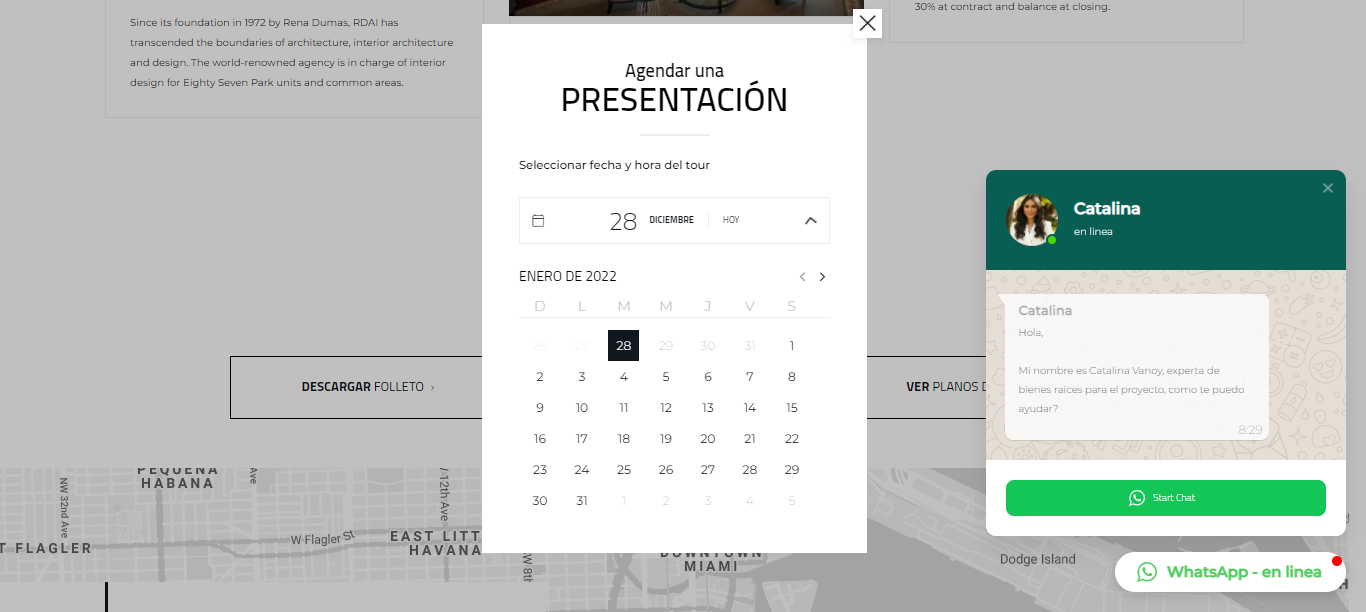 Since its foundation in 1972 by Rena Dumas, RDAI has
transcended the boundaries of architecture, interior architecture
and design. The world-renowned agency is in charge of interior
design for Eighty Seven Park units and common areas.
30% at contract and balance at closing.
Agendar una
PRESENTACIÓN
Seleccionar fecha y hora del tour
28 DICIEMBRE HOY
ENERO DE 2022
D L M M J V S
26 27 28 29 30 31 1
2 3 4 5 6 7 8
9 10 11 12 13 14 15
16 17 18 19 20 21 22
23 24 25 26 27 28 29
30 31 1 2 3 4 5
DESCARGAR FOLLETO ›
VER PLANOS D
Catalina
en linea
Catalina
Hola,
Mi nombre es Catalina Vanoy, experta de
bienes raíces para el proyecto, como te puedo
ayudar?
8:29
Start Chat
WhatsApp - en linea
PEQUENA
HABANA
Ave
NW 32nd Ave
/ 12th Ave
W Flagler St
T FLAGLER
EAST LITT
HAVANA
SW 8th
DOWNTOWN
MIAMI
Dodge Island